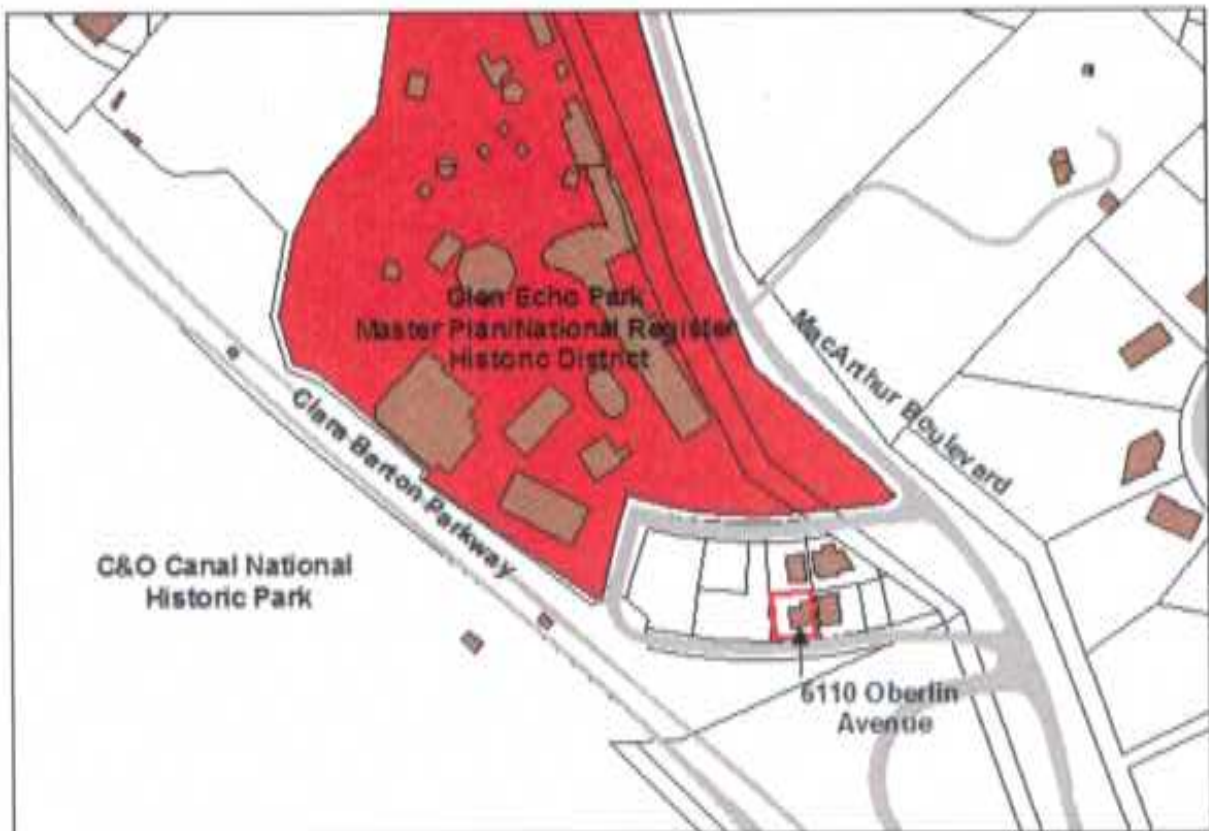 Glen Echo Park
Master Plan/National Register
Historic District
MacArthur Boulevard
Clara Barton Parkway
C&O Canal National
Historic Park
6110 Oberlin
Avenue